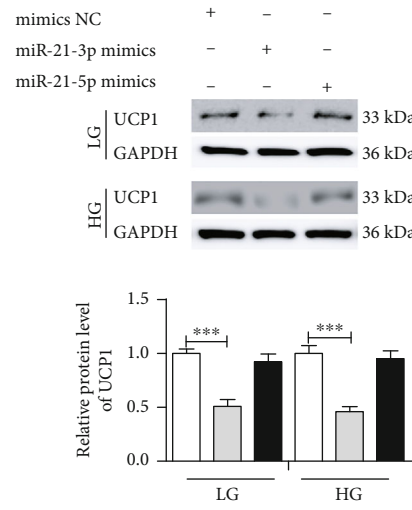 mimics NC + – –
miR-21-3p mimics – + –
miR-21-5p mimics – – +
LG
UCP1 33 kDa
GAPDH 36 kDa
HG
UCP1 33 kDa
GAPDH 36 kDa
Relative protein level
of UCP1
1.5
1.0
0.5
0.0
*** ***
LG HG